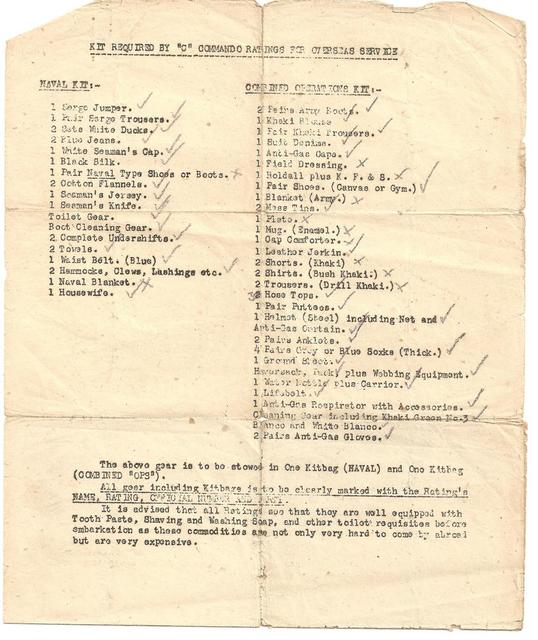 KIT REQUIRED BY "C" COMMANDO RATINGS FOR OVERSEAS SERVICE
NAVAL KIT:-
1 Serge Jumper.
1 Pair Serge Trousers.
2 Sets White Ducks.
2 Blue Jeans.
1 White Seaman's Cap.
1 Black Silk.
1 Pair Naval Type Shoes or Boots.
2 Cotton Flannels.
1 Seaman's Jersey.
1 Seaman's Knife.
Toilet Gear.
Boot Cleaning Gear.
2 Complete Undershifts.
2 Towels.
1 Waist Belt. (Blue)
2 Hammocks, Clews, Lashings etc.
1 Naval Blanket.
1 Housewife.
COMBINED OPERATIONS KIT:-
2 Pairs Army Boots.
1 Khaki Blouse
1 Pair Khaki Trousers.
1 Suit Denims.
1 Anti-Gas Cape.
1 Field Dressing.
1 Holdall plus K. F. & S.
1 Pair Shoes. (Canvas or Gym.)
1 Blanket (Army.)
2 Mess Tins.
1 Plate.
1 Mug. (Enamel.)
1 Cap Comforter.
1 Leather Jerkin.
2 Shorts. (Khaki)
2 Shirts. (Bush Khaki.)
2 Trousers. (Drill Khaki.)
Hose Tops.
1 Pair Puttees.
1 Helmet (Steel) including Net and
Anti-Gas Curtain.
2 Pairs Anklets.
4 Pairs Grey or Blue Socks (Thick.)
1 Ground Sheet.
Haversack, Pack, plus Webbing Equipment.
1 Water Bottle plus Carrier.
1 Lifebelt.
1 Anti-Gas Respirator with Accessories.
Cleaning Gear including Khaki Green No.3
Blanco and White Blanco.
2 Pairs Anti-Gas Gloves.
The above gear is to be stowed in One Kitbag (NAVAL) and One Kitbag
(COMBINED "OPS").
All gear including Kitbags is to be clearly marked with the Rating's
NAME, RATING, OFFICIAL NUMBER AND PORT.
It is advised that all Ratings see that they are well equipped with
Tooth Paste, Shaving and Washing Soap, and other toilet requisites before
embarkation as these commodities are not only very hard to come by abroad
but are very expensive.